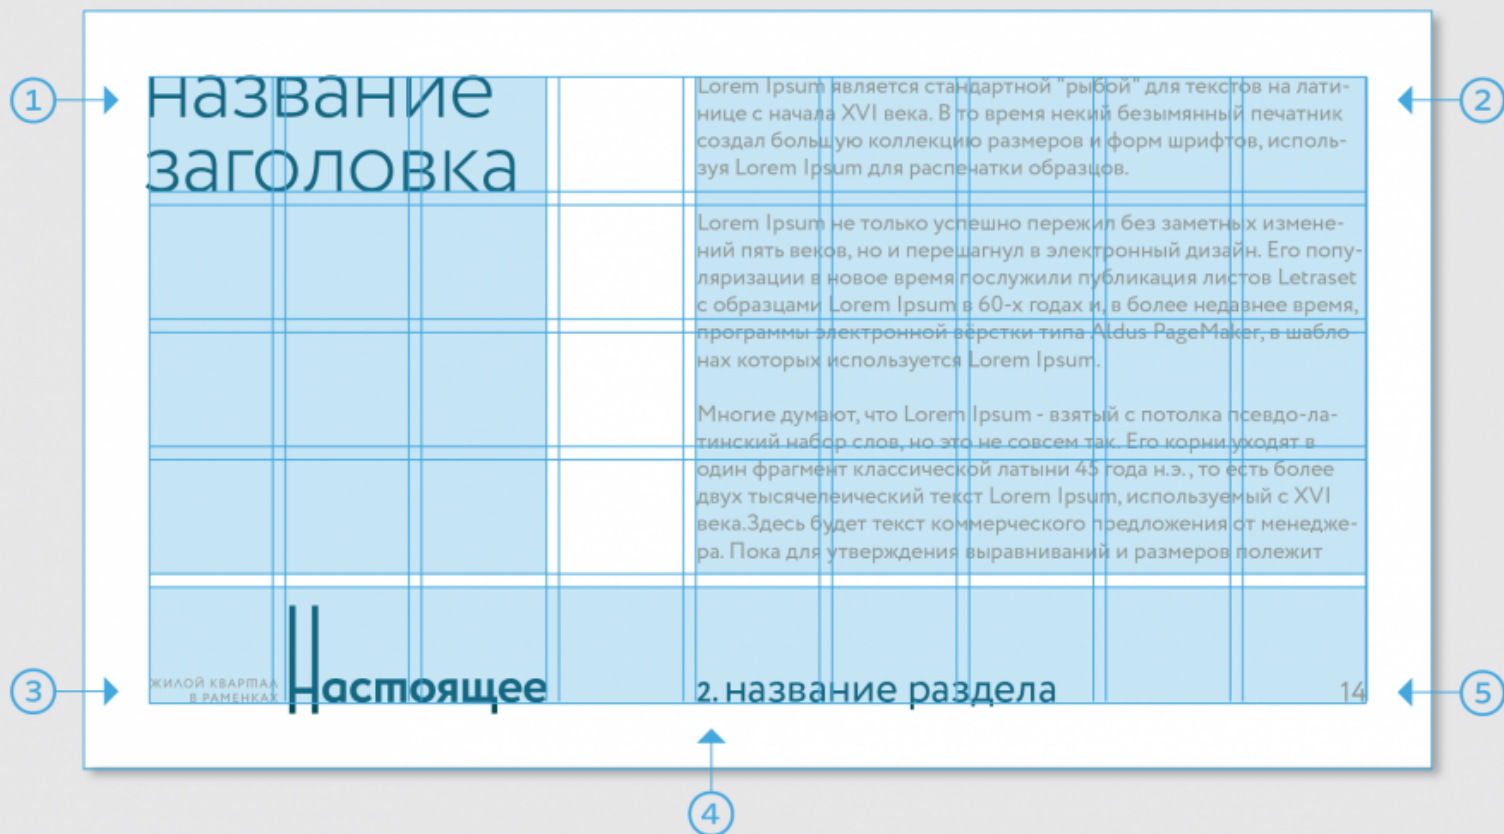 1
название
заголовка
2
Lorem Ipsum является стандартной "рыбой" для текстов на лати-
нице с начала XVI века. В то время некий безымянный печатник
создал большую коллекцию размеров и форм шрифтов, исполь-
зуя Lorem Ipsum для распечатки образцов.
Lorem Ipsum не только успешно пережил без заметных измене-
ний пять веков, но и перешагнул в электронный дизайн. Его попу-
ляризации в новое время послужили публикация листов Letraset
с образцами Lorem Ipsum в 60-х годах и, в более недавнее время,
программы электронной вёрстки типа Aldus PageMaker, в шабло
нах которых используется Lorem Ipsum.
Многие думают, что Lorem Ipsum - взятый с потолка псевдо-ла-
тинский набор слов, но это не совсем так. Его корни уходят в
один фрагмент классической латыни 45 года н.э., то есть более
двух тысячелеический текст Lorem Ipsum, используемый с XVI
века.Здесь будет текст коммерческого предложения от менедже-
ра. Пока для утверждения выравниваний и размеров полежит
3
ЖИЛОЙ КВАРТАЛ
В РАМЕНКАХ
Настоящее
2. название раздела
14
5
4